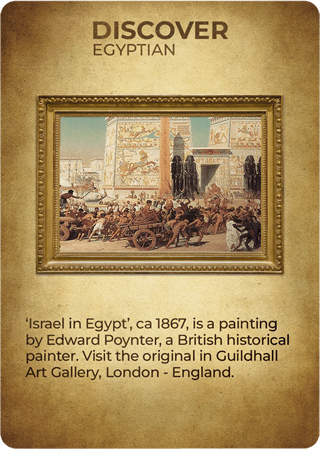 DISCOVER
EGYPTIAN
‘Israel in Egypt’, ca 1867, is a painting
by Edward Poynter, a British historical
painter. Visit the original in Guildhall
Art Gallery, London - England.